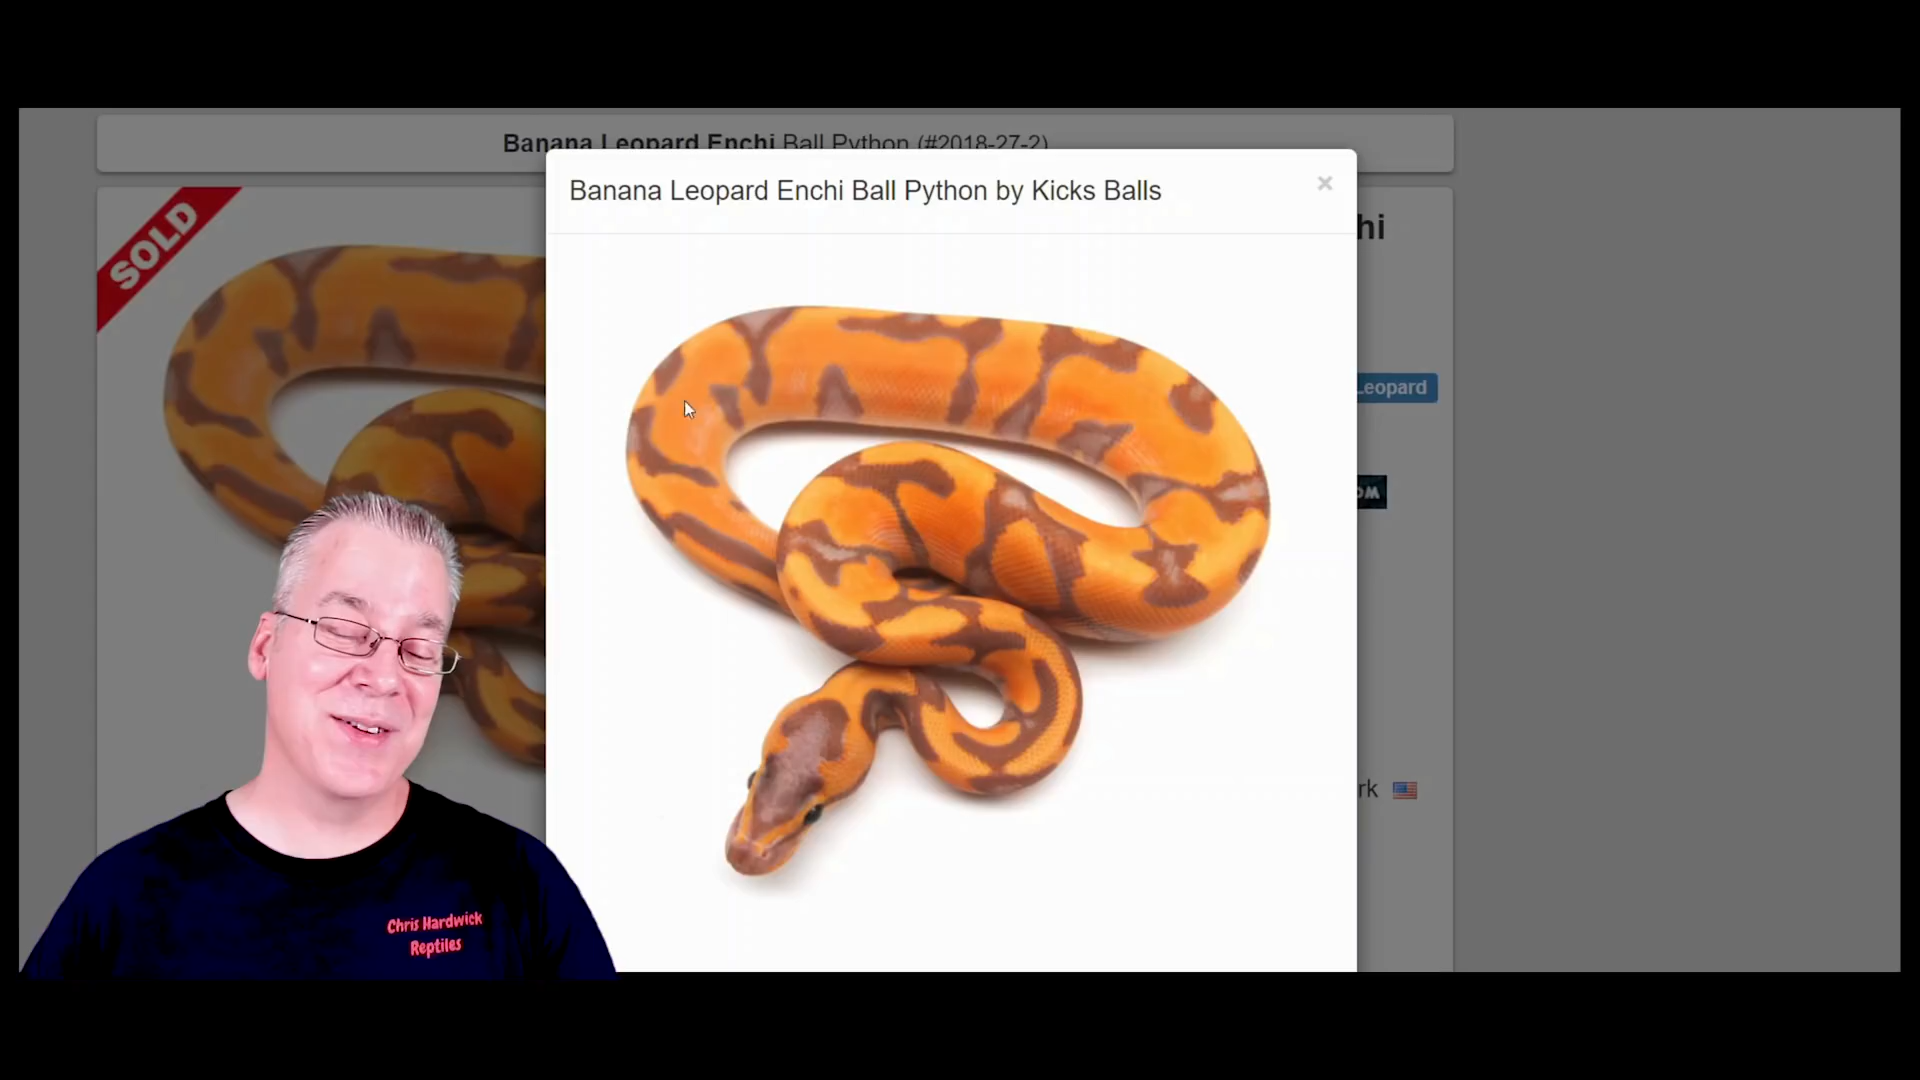 Banana Leopard Enchi Ball Python (#2018-27-2)
SOLD
Banana Leopard Enchi Ball Python by Kicks Balls
×
hi
Leopard
OM
rk
Chris Hardwick
Reptiles